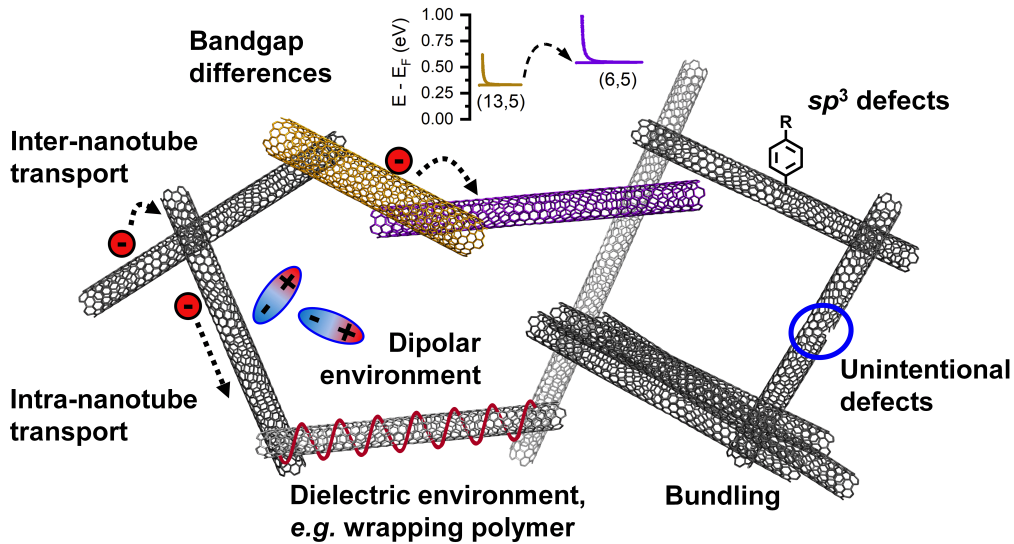 Bandgap
differences
E - E_F (eV)
1.00
0.75
0.50
0.25
0.00
(13,5)
(6,5)
sp³ defects
R
Inter-nanotube
transport
-
-
-
- +
- +
Dipolar
environment
Intra-nanotube
transport
Unintentional
defects
Dielectric environment,
e.g. wrapping polymer
Bundling